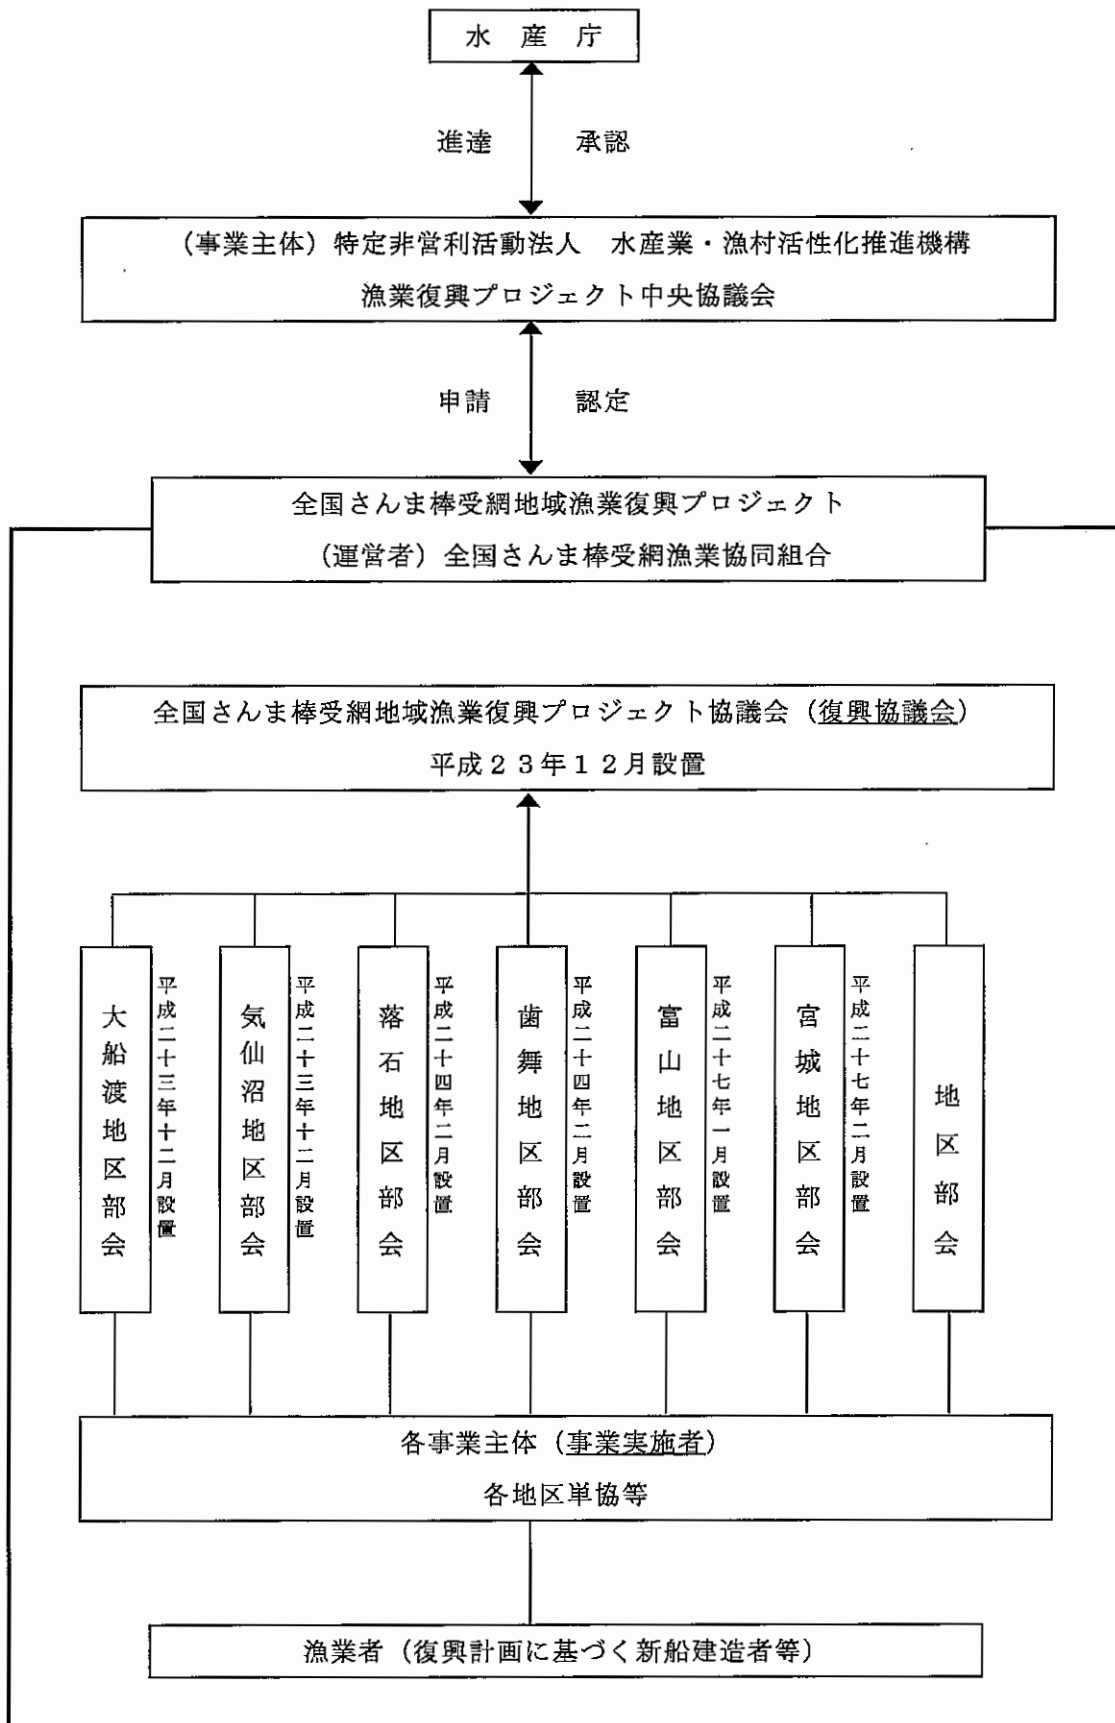 水 産 庁
進達 承認
（事業主体）特定非営利活動法人 水産業・漁村活性化推進機構
漁業復興プロジェクト中央協議会
申請 認定
全国さんま棒受網地域漁業復興プロジェクト
（運営者）全国さんま棒受網漁業協同組合
全国さんま棒受網地域漁業復興プロジェクト協議会（復興協議会）
平成２３年１２月設置
大船渡地区部会
平成二十三年十二月設置
気仙沼地区部会
平成二十三年十二月設置
落石地区部会
平成二十四年二月設置
歯舞地区部会
平成二十四年二月設置
富山地区部会
平成二十七年一月設置
宮城地区部会
平成二十七年二月設置
地区部会
各事業主体（事業実施者）
各地区単協等
漁業者（復興計画に基づく新船建造者等）